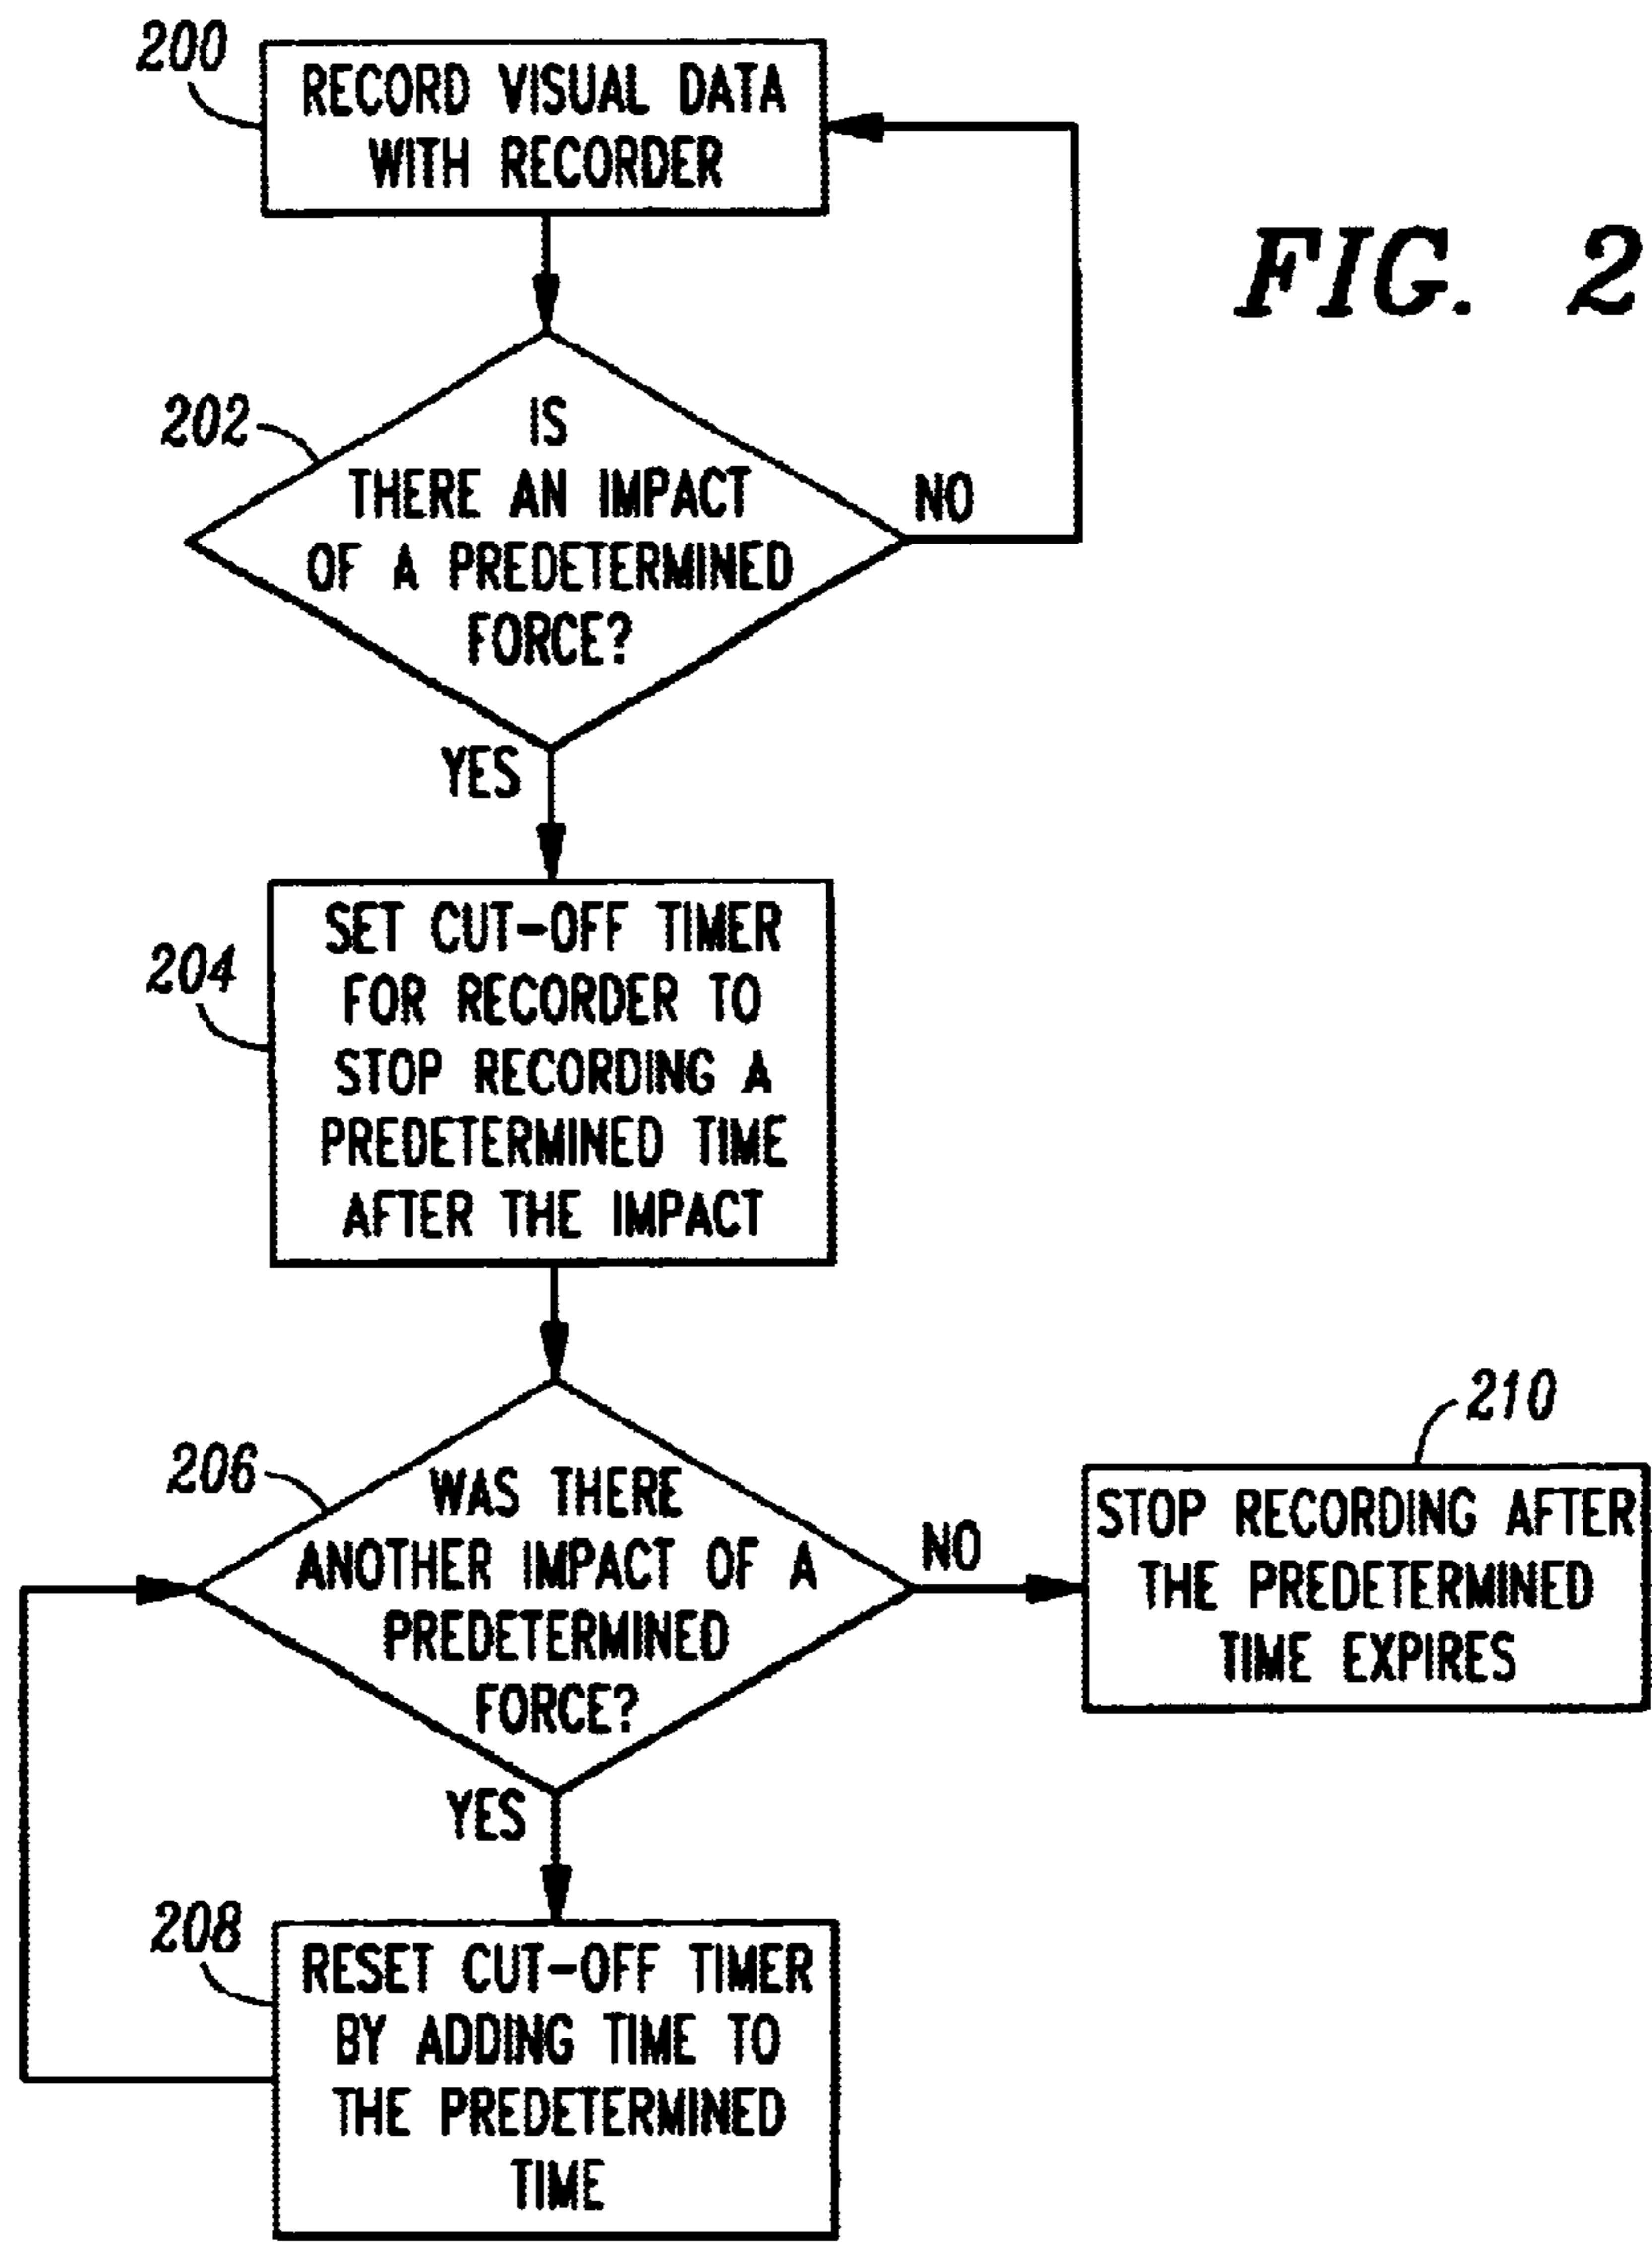 200
RECORD VISUAL DATA
WITH RECORDER
FIG. 2
202
IS
THERE AN IMPACT
OF A PREDETERMINED
FORCE?
NO
YES
204
SET CUT-OFF TIMER
FOR RECORDER TO
STOP RECORDING A
PREDETERMINED TIME
AFTER THE IMPACT
206
WAS THERE
ANOTHER IMPACT OF A
PREDETERMINED
FORCE?
NO
210
STOP RECORDING AFTER
THE PREDETERMINED
TIME EXPIRES
YES
208
RESET CUT-OFF TIMER
BY ADDING TIME TO
THE PREDETERMINED
TIME